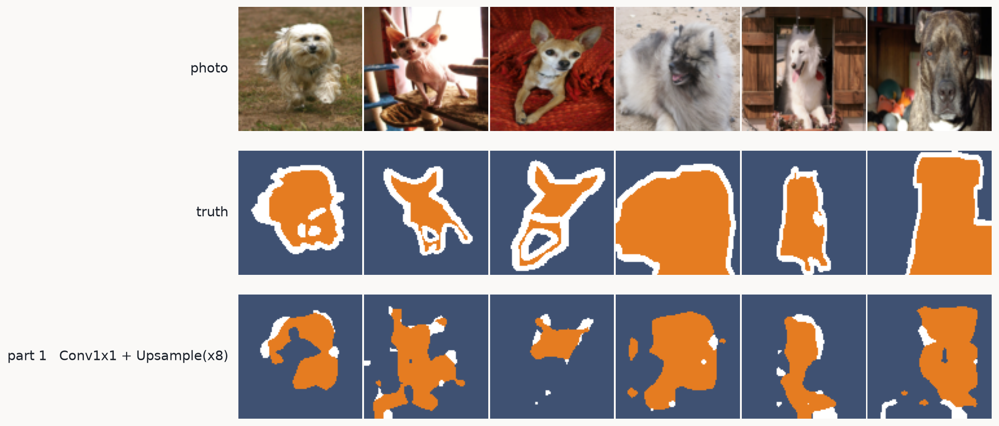 photo
truth
part 1   Conv1x1 + Upsample(x8)